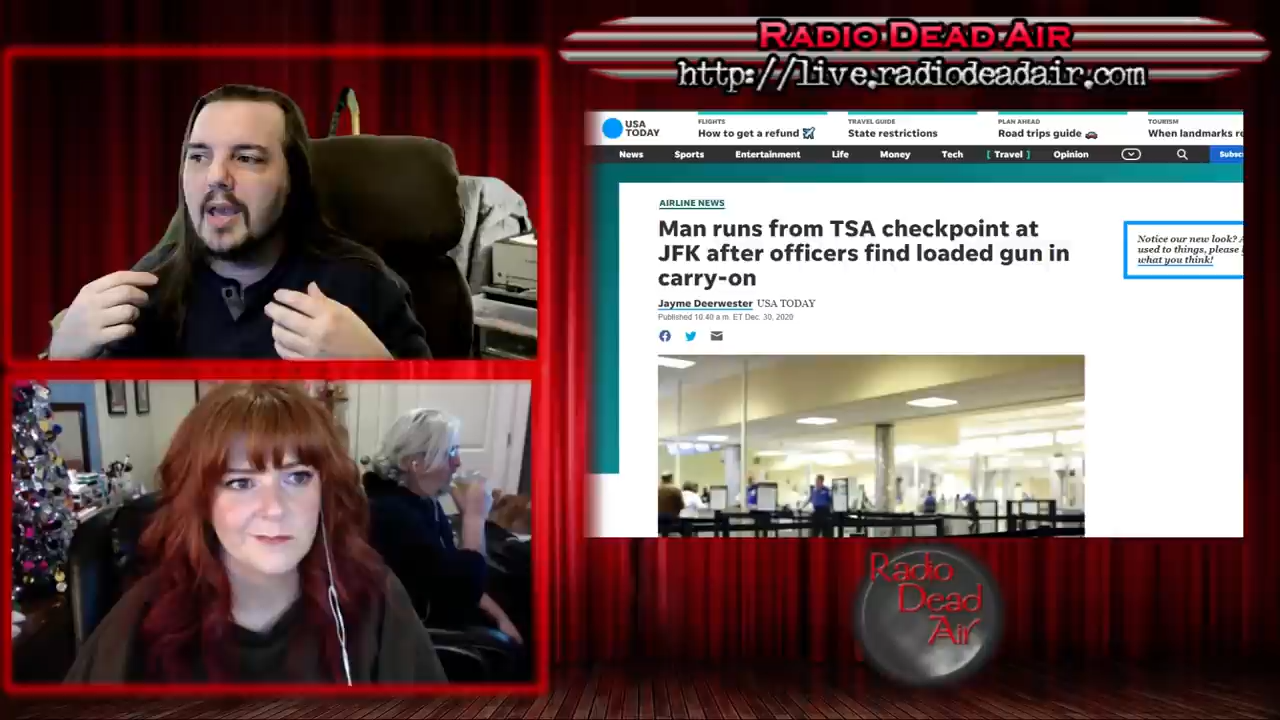 RADIO DEAD AIR
http://live.radiodeadair.com
USA
TODAY
FLIGHTS
How to get a refund
TRAVEL GUIDE
State restrictions
PLAN AHEAD
Road trips guide
TOURISM
When landmarks re
News Sports Entertainment Life Money Tech [ Travel ] Opinion Subsc
AIRLINE NEWS
Man runs from TSA checkpoint at
JFK after officers find loaded gun in
carry-on
Jayme Deerwester USA TODAY
Published 10:40 a.m. ET Dec. 30, 2020
Notice our new look?
used to things, please
what you think!
Radio
Dead
Air